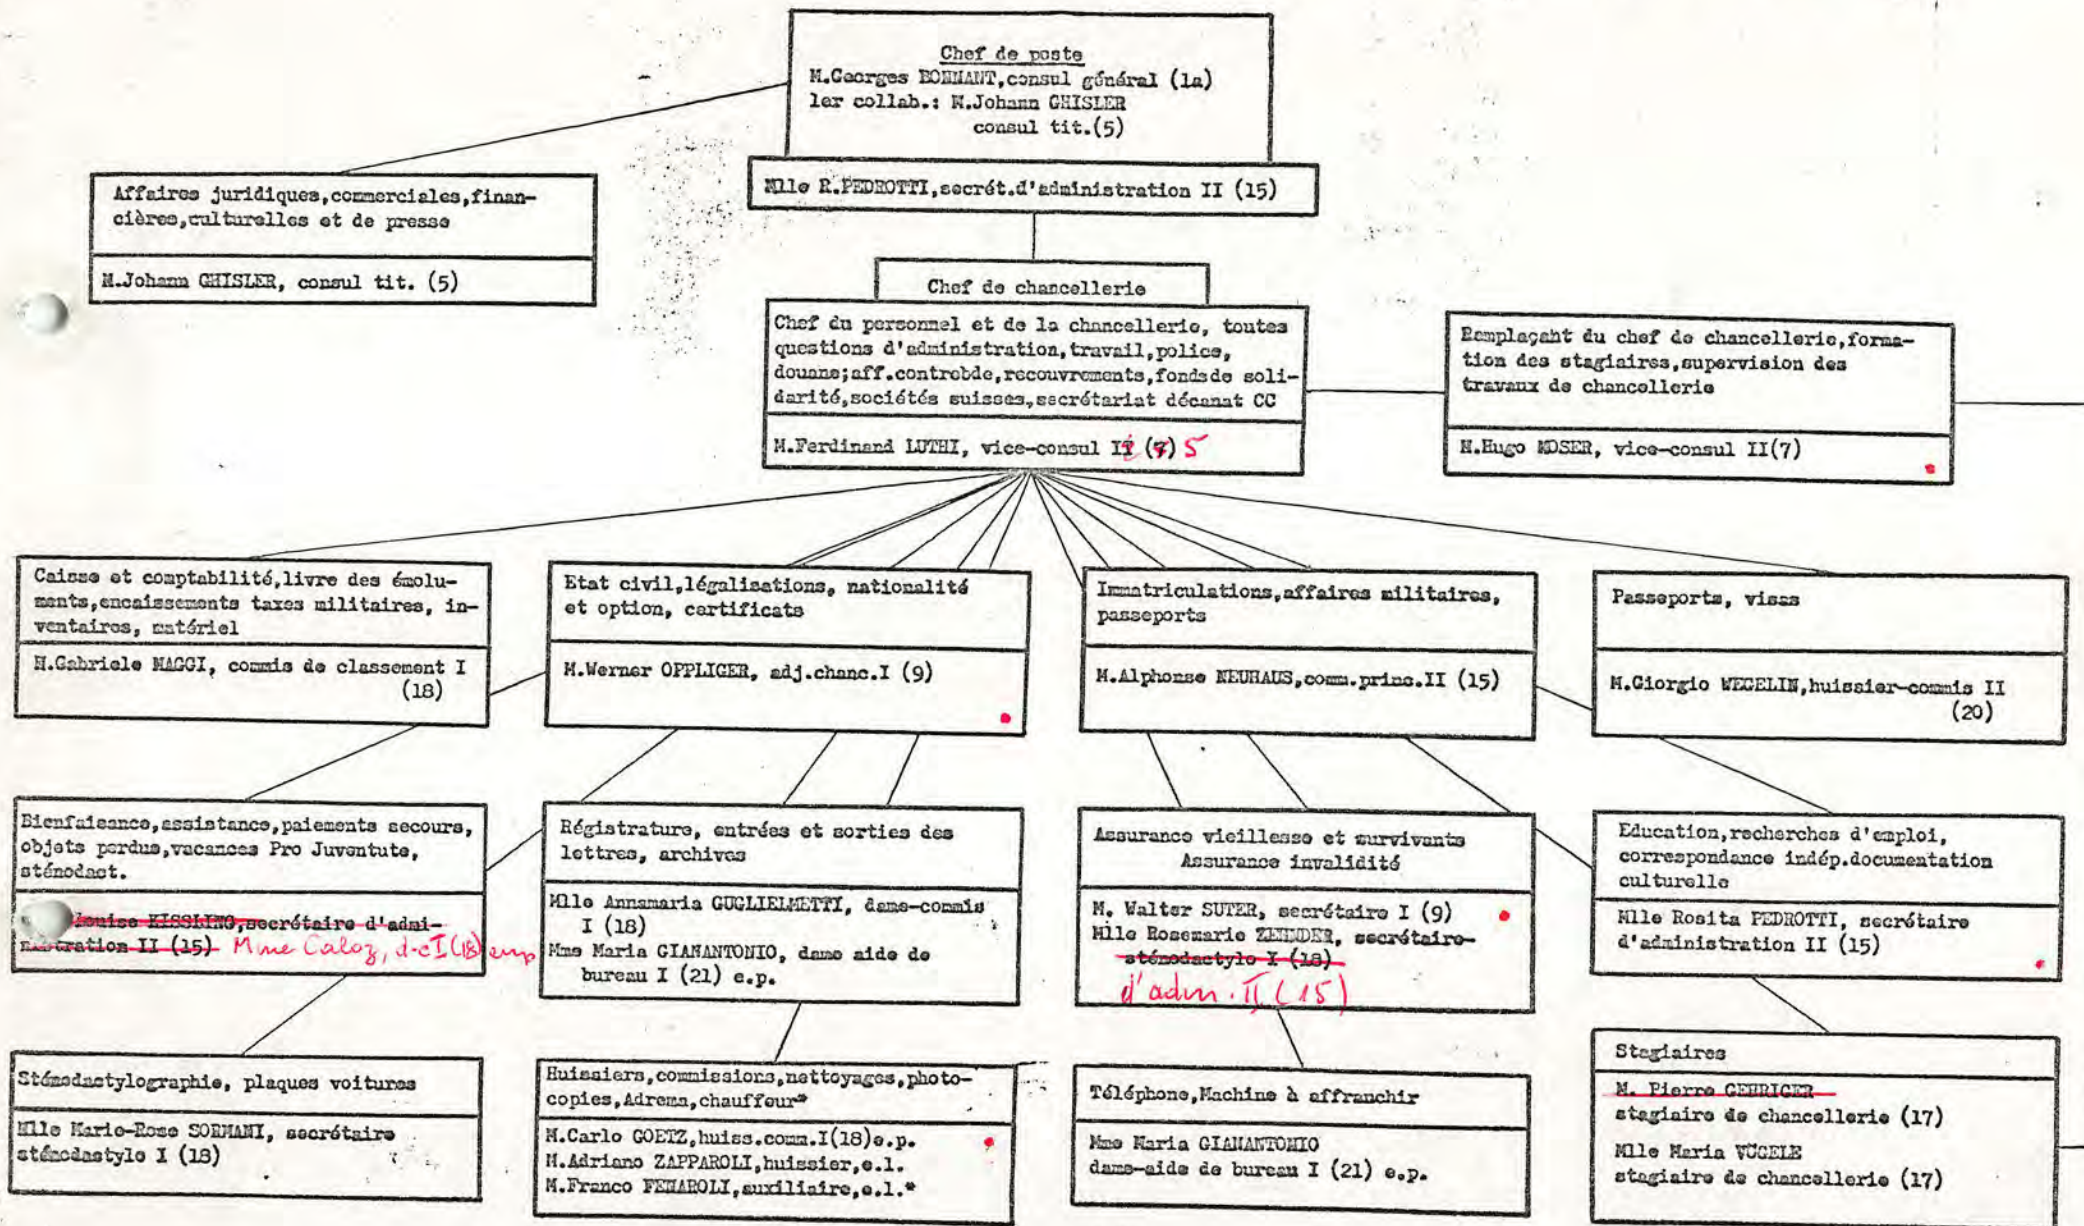 Chef de poste
M.Georges BONNANT,consul général (1a)
1er collab.: M.Johann GHISLER
consul tit.(5)
Mlle R.PEDROTTI,secrét.d'administration II (15)
Affaires juridiques,commerciales,finan-
cières,culturelles et de presse
M.Johann GHISLER, consul tit. (5)
Chef de chancellerie
Chef du personnel et de la chancellerie, toutes
questions d'administration,travail,police,
douane;aff.contrebde,recouvrements,fonds de soli-
darité,sociétés suisses,secrétariat décanat CC
M.Ferdinand LUTHI, vice-consul II (7) 5
Remplaçant du chef de chancellerie,forma-
tion des stagiaires,supervision des
travaux de chancellerie
M.Hugo MOSER, vice-consul II(7)
Caisse et comptabilité,livre des émolu-
ments,encaissements taxes militaires, in-
ventaires, matériel
M.Gabriele MAGGI, commis de classement I
(18)
Etat civil,légalisations, nationalité
et option, certificats
M.Werner OPPLIGER, adj.chanc.I (9)
Immatriculations,affaires militaires,
passeports
M.Alphonse NEUHAUS,comm.princ.II (15)
Passeports, visas
M.Giorgio WEGELIN,huissier-commis II
(20)
Bienfaisance,assistance,paiements secours,
objets perdus,vacances Pro Juventute,
sténodact.
Louise KISSLING,secrétaire d'admi-
nistration II (15) Mme Caloz, d-c I (18) emp
Régistrature, entrées et sorties des
lettres, archives
Mlle Annamaria GUGLIELMETTI, dame-commis
I (18)
Mme Maria GIANANTONIO, dame aide de
bureau I (21) e.p.
Assurance vieillesse et survivants
Assurance invalidité
M. Walter SUTER, secrétaire I (9)
Mlle Rosemarie ZEHNDER, secrétaire-
sténodactylo I (18)
d'adm. II (15)
Education,recherches d'emploi,
correspondance indép.documentation
culturelle
Mlle Rosita PEDROTTI, secrétaire
d'administration II (15)
Sténodactylographie, plaques voitures
Mlle Marie-Rose SORMANI, secrétaire
sténodactylo I (18)
Huissiers,commissions,nettoyages,photo-
copies,Adrema,chauffeur*
M.Carlo GOETZ,huiss.comm.I(18)e.p.
M.Adriano ZAPPAROLI,huissier,e.l.
M.Franco FENAROLI,auxiliaire,e.l.*
Téléphone,Machine à affranchir
Mme Maria GIANANTONIO
dame-aide de bureau I (21) e.p.
Stagiaires
M. Pierre GEHRIGER
stagiaire de chancellerie (17)
Mlle Maria VÖGELE
stagiaire de chancellerie (17)